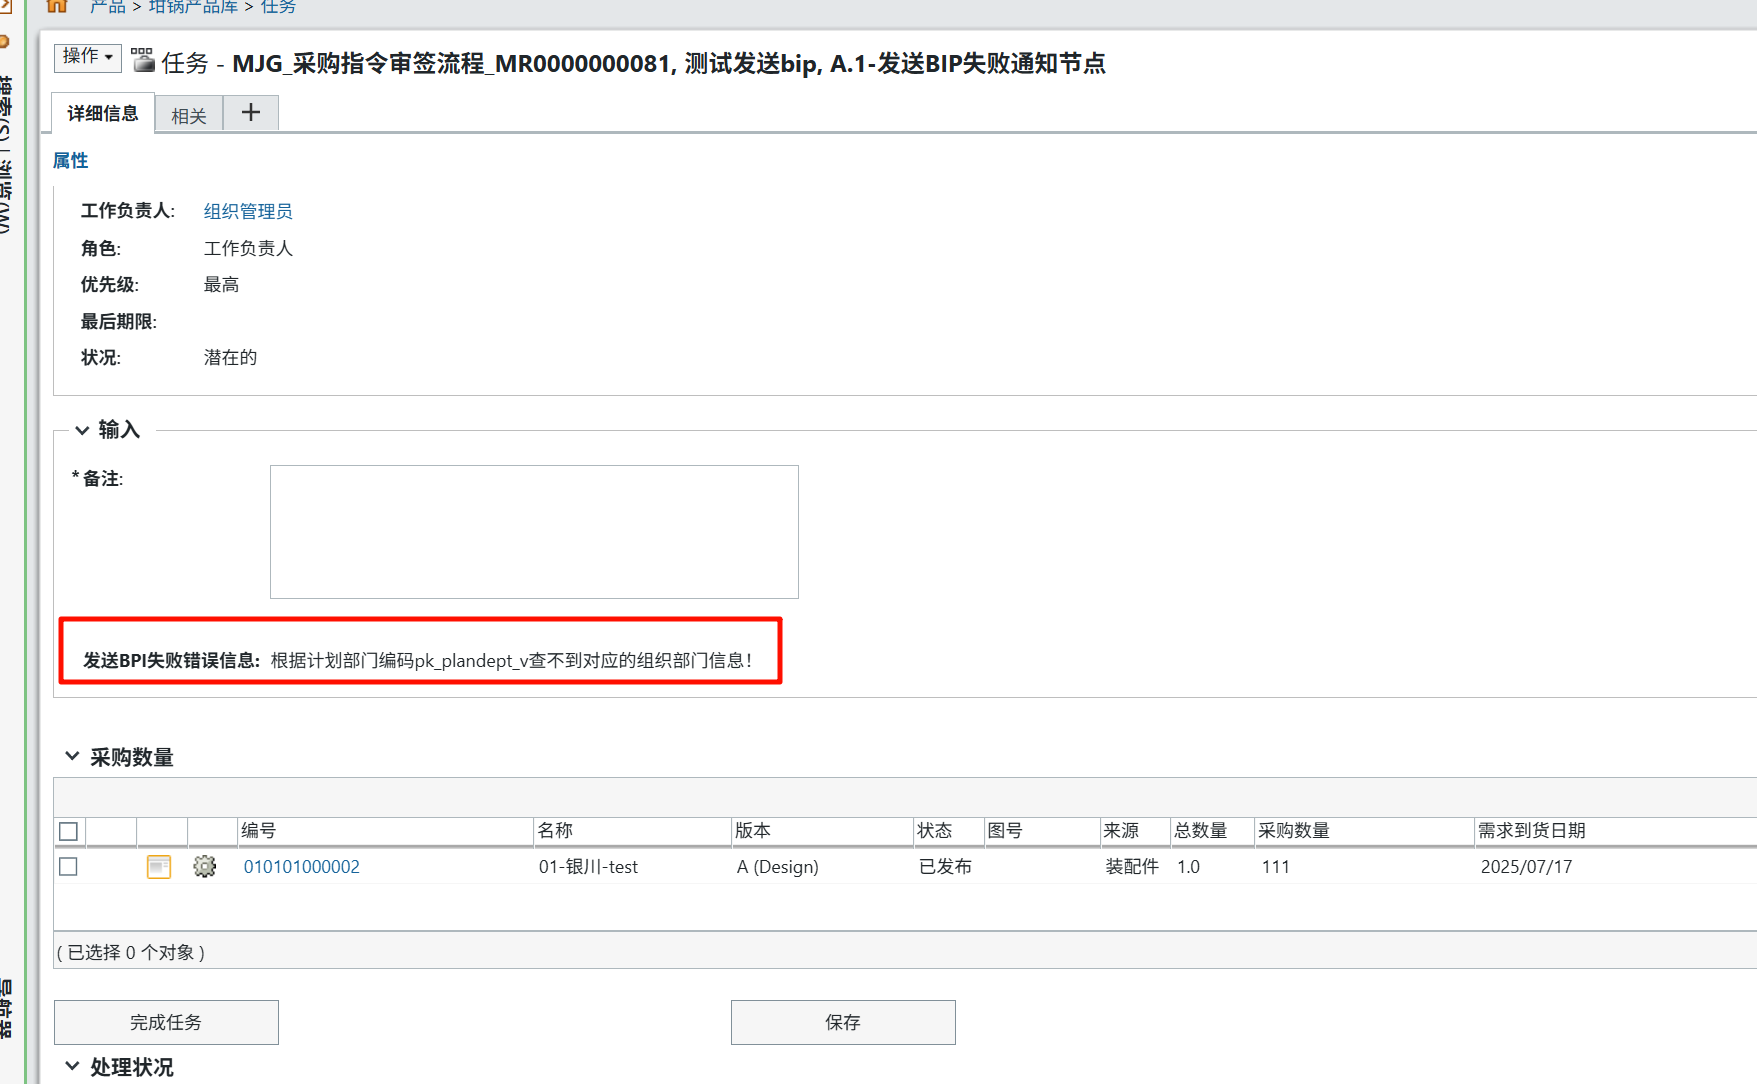 产品 > 坩锅产品库 > 任务
操作
任务 - MJG_采购指令审签流程_MR0000000081, 测试发送bip, A.1-发送BIP失败通知节点
详细信息 相关 +
属性
工作负责人: 组织管理员
角色: 工作负责人
优先级: 最高
最后期限:
状况: 潜在的
输入
*备注:
发送BPI失败错误信息: 根据计划部门编码pk_plandept_v查不到对应的组织部门信息！
采购数量
编号 名称 版本 状态 图号 来源 总数量 采购数量 需求到货日期
010101000002 01-银川-test A (Design) 已发布 装配件 1.0 111 2025/07/17
( 已选择 0 个对象 )
完成任务 保存
处理状况
搜索(S) | 浏览(W)
导航器